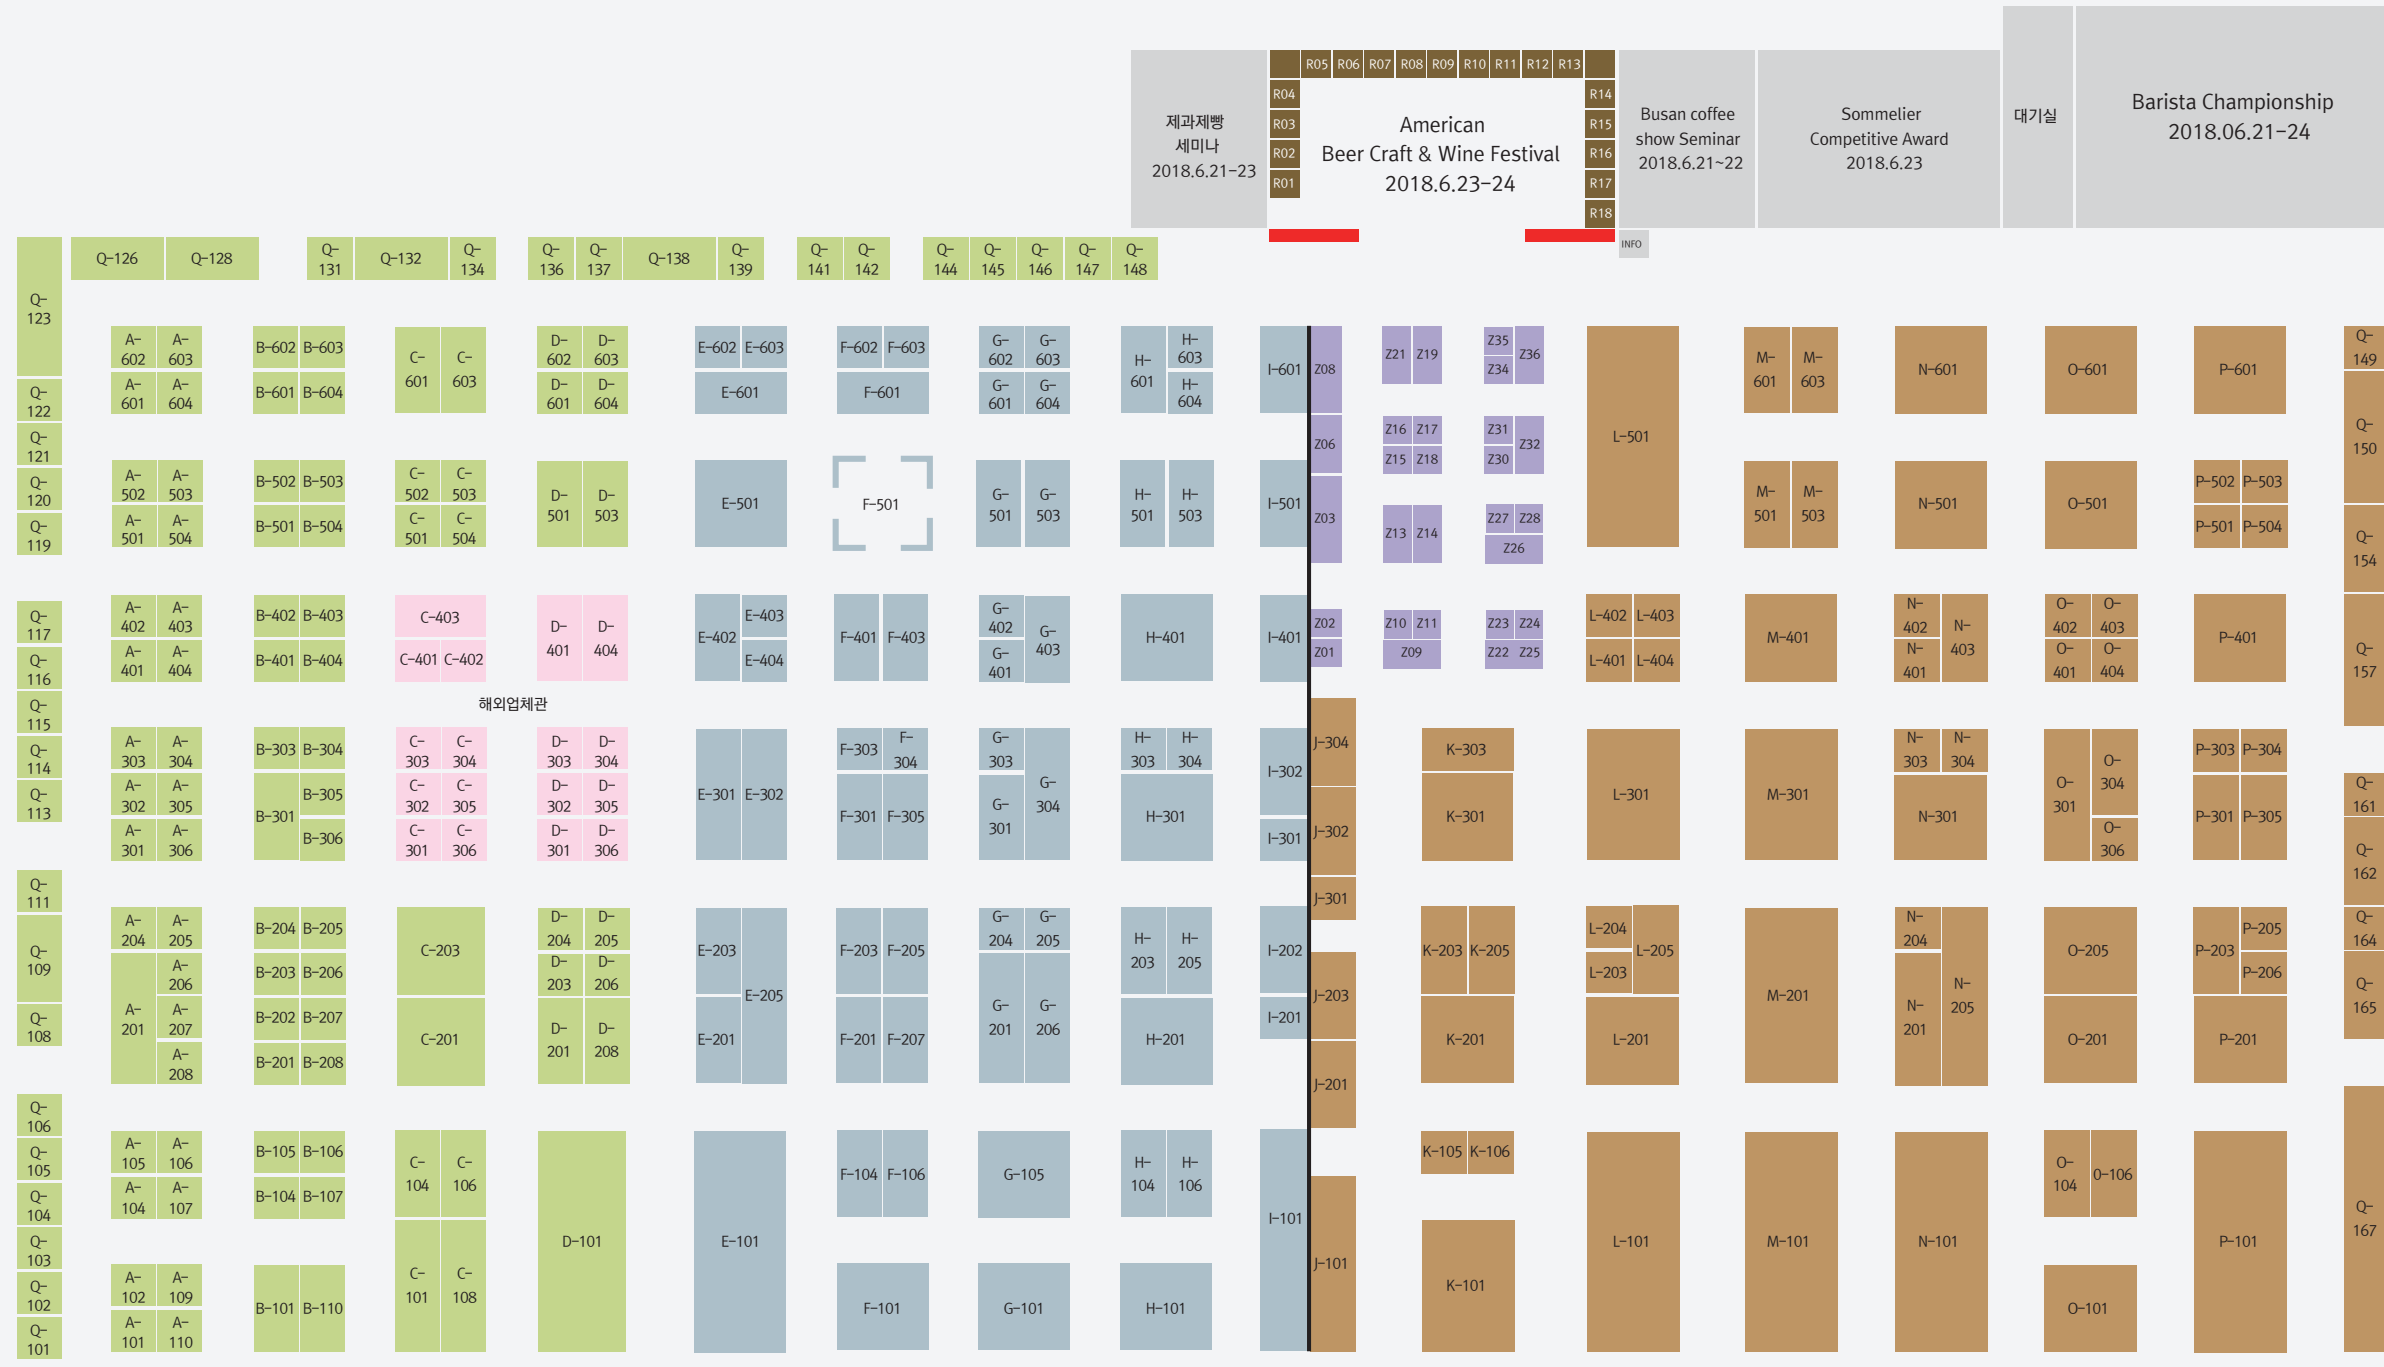 R05 R06 R07 R08 R09 R10 R11 R12 R13
R04
R03
R02
R01
R14
R15
R16
R17
R18
제과제빵
세미나
2018.6.21-23
American
Beer Craft & Wine Festival
2018.6.23-24
Busan coffee
show Seminar
2018.6.21~22
Sommelier
Competitive Award
2018.6.23
대기실
Barista Championship
2018.06.21-24
INFO
Q-126 Q-128 Q-131 Q-132 Q-134 Q-136 Q-137 Q-138 Q-139 Q-141 Q-142 Q-144 Q-145 Q-146 Q-147 Q-148
Q-123
Q-122
Q-121
Q-120
Q-119
Q-117
Q-116
Q-115
Q-114
Q-113
Q-111
Q-109
Q-108
Q-106
Q-105
Q-104
Q-103
Q-102
Q-101
A-602 A-603 B-602 B-603 C-601 C-603 D-602 D-603 E-602 E-603 F-602 F-603 G-602 G-603 H-601 H-603 I-601
A-601 A-604 B-601 B-604 D-601 D-604 E-601 F-601 G-601 G-604 H-604
Z08 Z21 Z19 Z35 Z36
Z34
L-501 M-601 M-603 N-601 O-601 P-601 Q-149
Q-150
A-502 A-503 B-502 B-503 C-502 C-503 D-501 D-503 E-501 F-501 G-501 G-503 H-501 H-503 I-501
A-501 A-504 B-501 B-504 C-501 C-504
Z06 Z16 Z17 Z31 Z32
Z15 Z18 Z30
Z03 Z13 Z14 Z27 Z28
Z26
M-501 M-503 N-501 O-501 P-502 P-503
P-501 P-504 Q-154
A-402 A-403 B-402 B-403 C-403 D-401 D-404 E-402 E-403 F-401 F-403 G-402 G-403 H-401 I-401
A-401 A-404 B-401 B-404 C-401 C-402 E-404 G-401
Z02 Z10 Z11 Z23 Z24
Z01 Z09 Z22 Z25
L-402 L-403 M-401 N-402 N-403 O-402 O-403 P-401 Q-157
L-401 L-404 N-401 O-401 O-404
해외업체관
A-303 A-304 B-303 B-304 C-303 C-304 D-303 D-304 E-301 E-302 F-303 F-304 G-303 G-304 H-303 H-304 I-302
A-302 A-305 B-301 B-305 C-302 C-305 D-302 D-305 F-301 F-305 G-301 H-301
A-301 A-306 B-306 C-301 C-306 D-301 D-306 I-301
J-304 K-303 L-301 M-301 N-303 N-304 O-301 O-304 P-303 P-304
J-302 K-301 N-301 O-306 P-301 P-305 Q-161
J-301 Q-162
A-204 A-205 B-204 B-205 C-203 D-204 D-205 E-203 E-205 F-203 F-205 G-204 G-205 H-203 H-205 I-202
A-201 A-206 B-203 B-206 D-203 D-206 G-201 G-206
A-207 B-202 B-207 C-201 D-201 D-208 E-201 F-201 F-207 H-201 I-201
A-208 B-201 B-208
J-203 K-203 K-205 L-204 L-205 M-201 N-204 N-205 O-205 P-203 P-205 Q-164
L-203 P-206 Q-165
J-201 K-201 L-201 N-201 O-201 P-201
A-105 A-106 B-105 B-106 C-104 C-106 D-101 E-101 F-104 F-106 G-105 H-104 H-106 I-101
A-104 A-107 B-104 B-107
A-102 A-109 B-101 B-110 C-101 C-108 F-101 G-101 H-101
A-101 A-110
J-101 K-105 K-106 L-101 M-101 N-101 O-104 0-106 P-101 Q-167
K-101 O-101